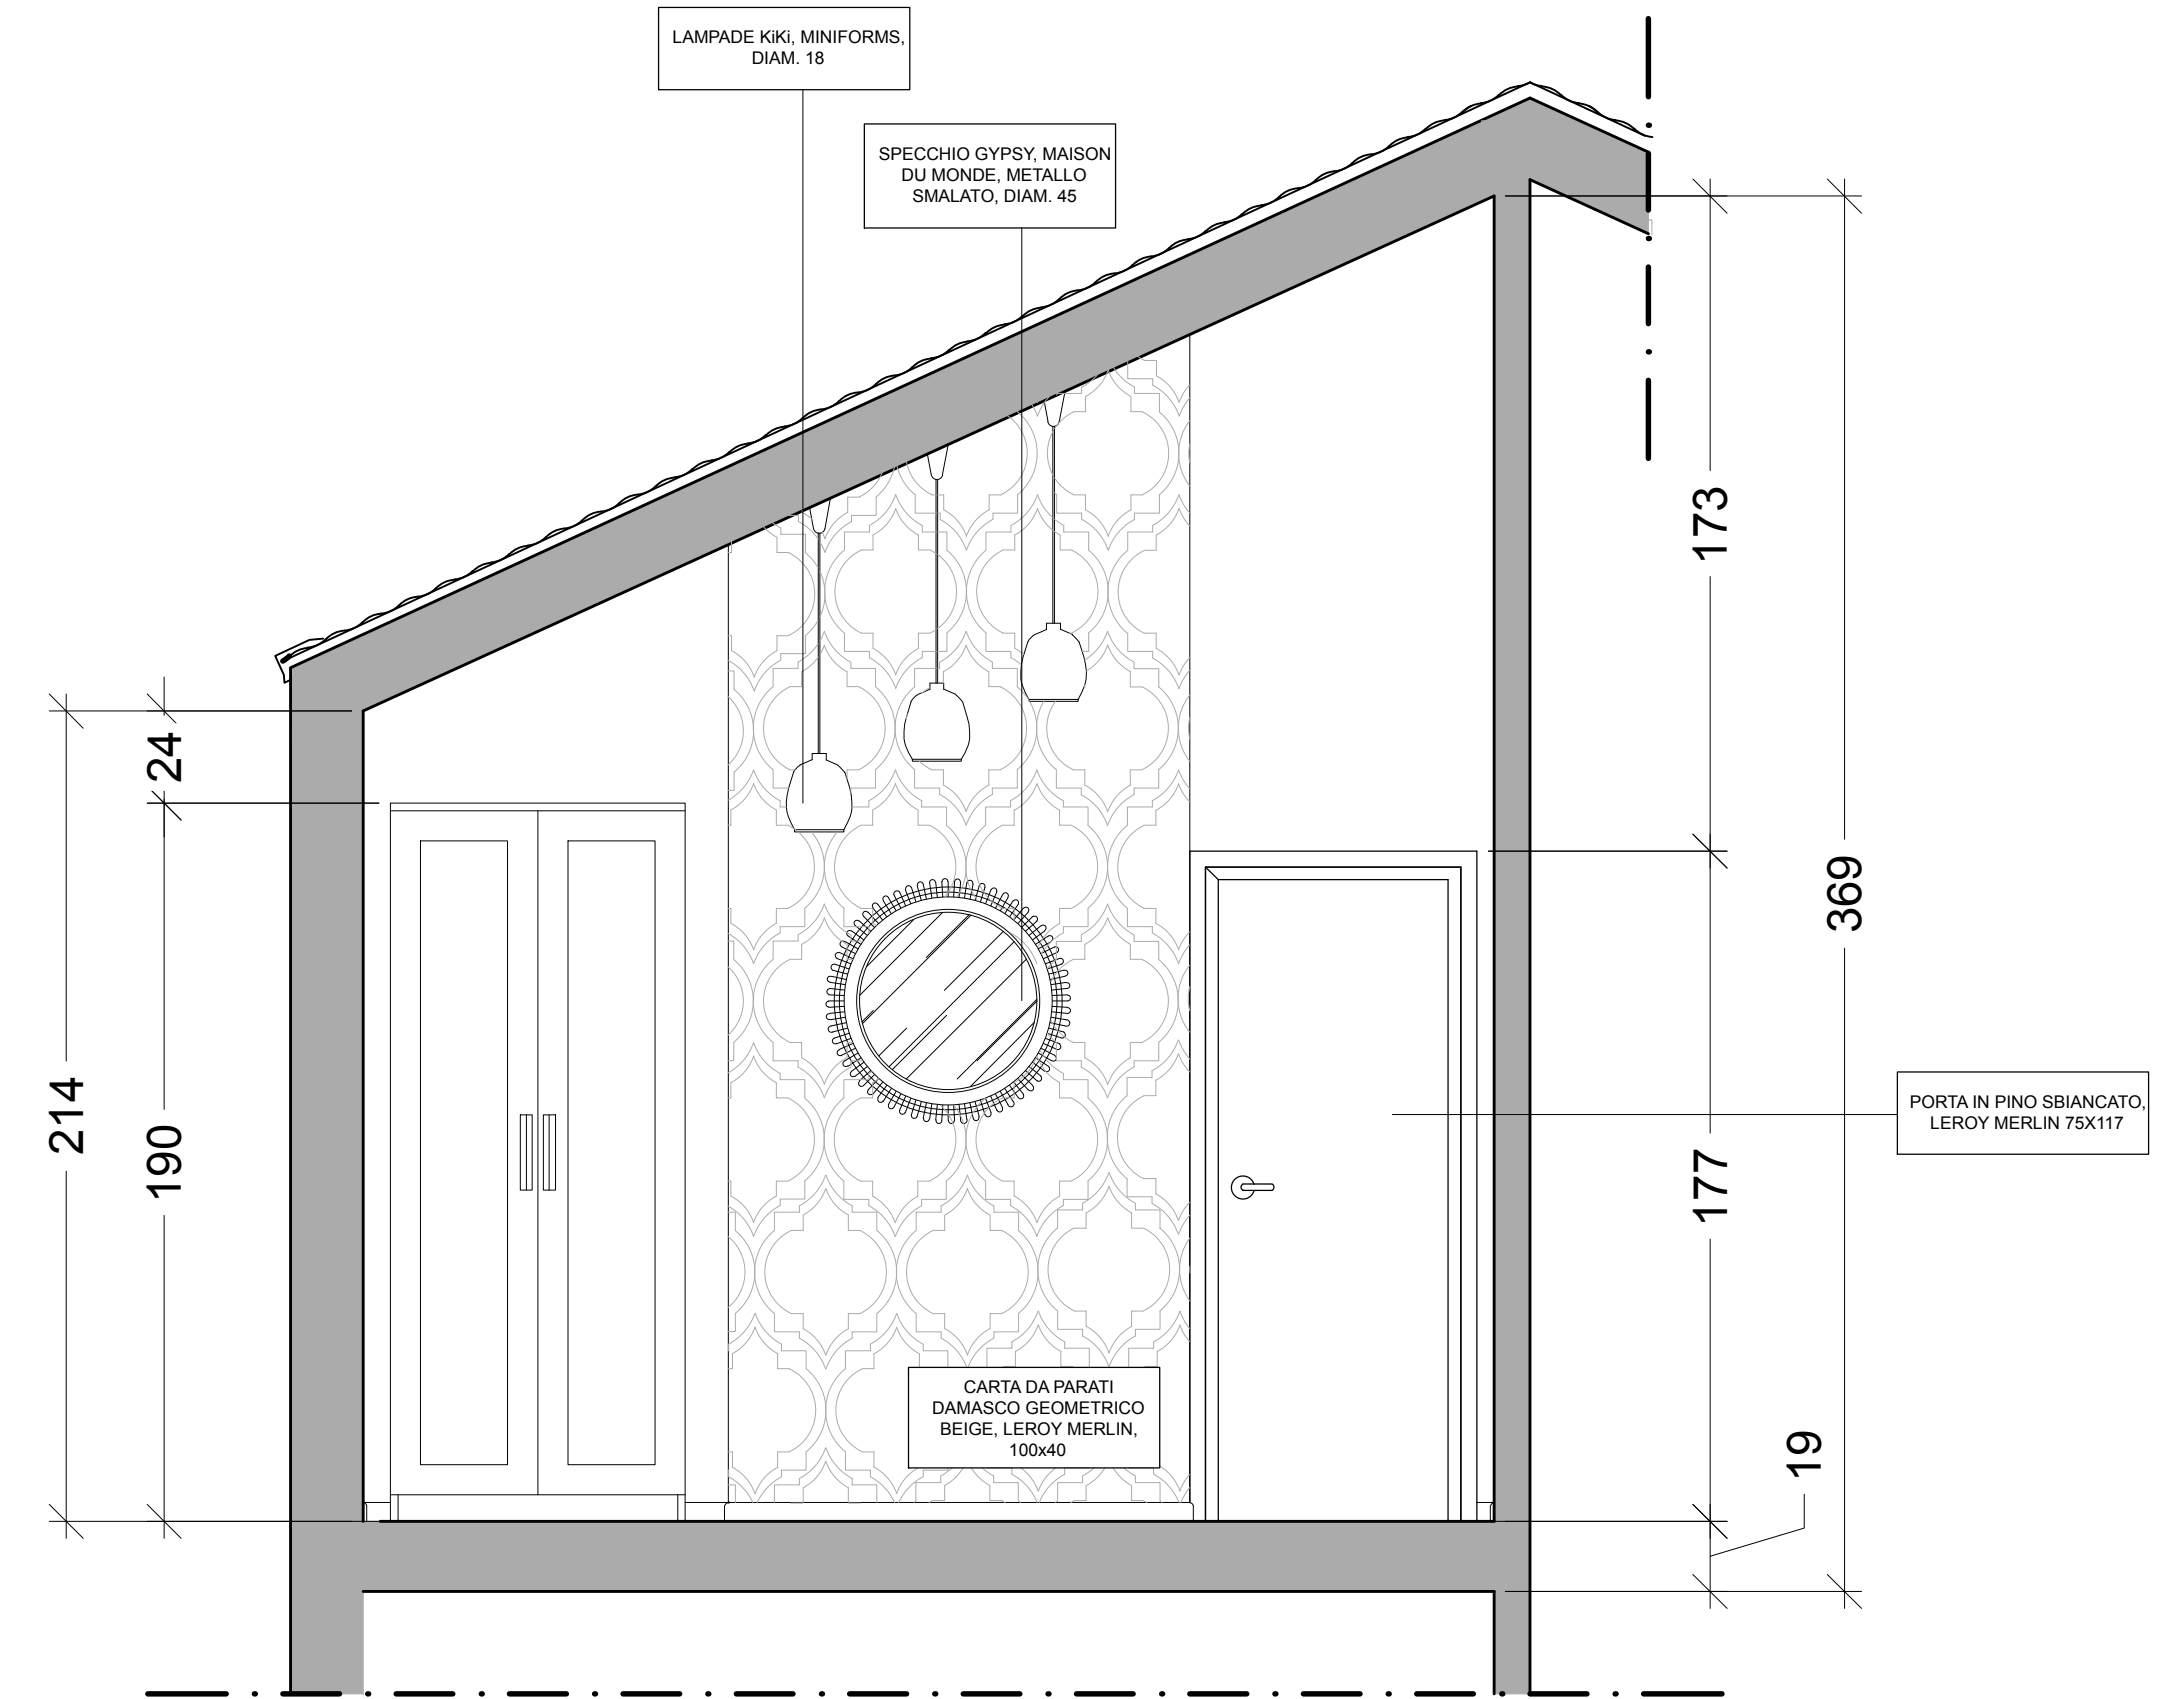 LAMPADE KiKi, MINIFORMS,
DIAM. 18
SPECCHIO GYPSY, MAISON
DU MONDE, METALLO
SMALATO, DIAM. 45
173
24
369
214
190
PORTA IN PINO SBIANCATO,
LEROY MERLIN 75X117
177
CARTA DA PARATI
DAMASCO GEOMETRICO
BEIGE, LEROY MERLIN,
100x40
19